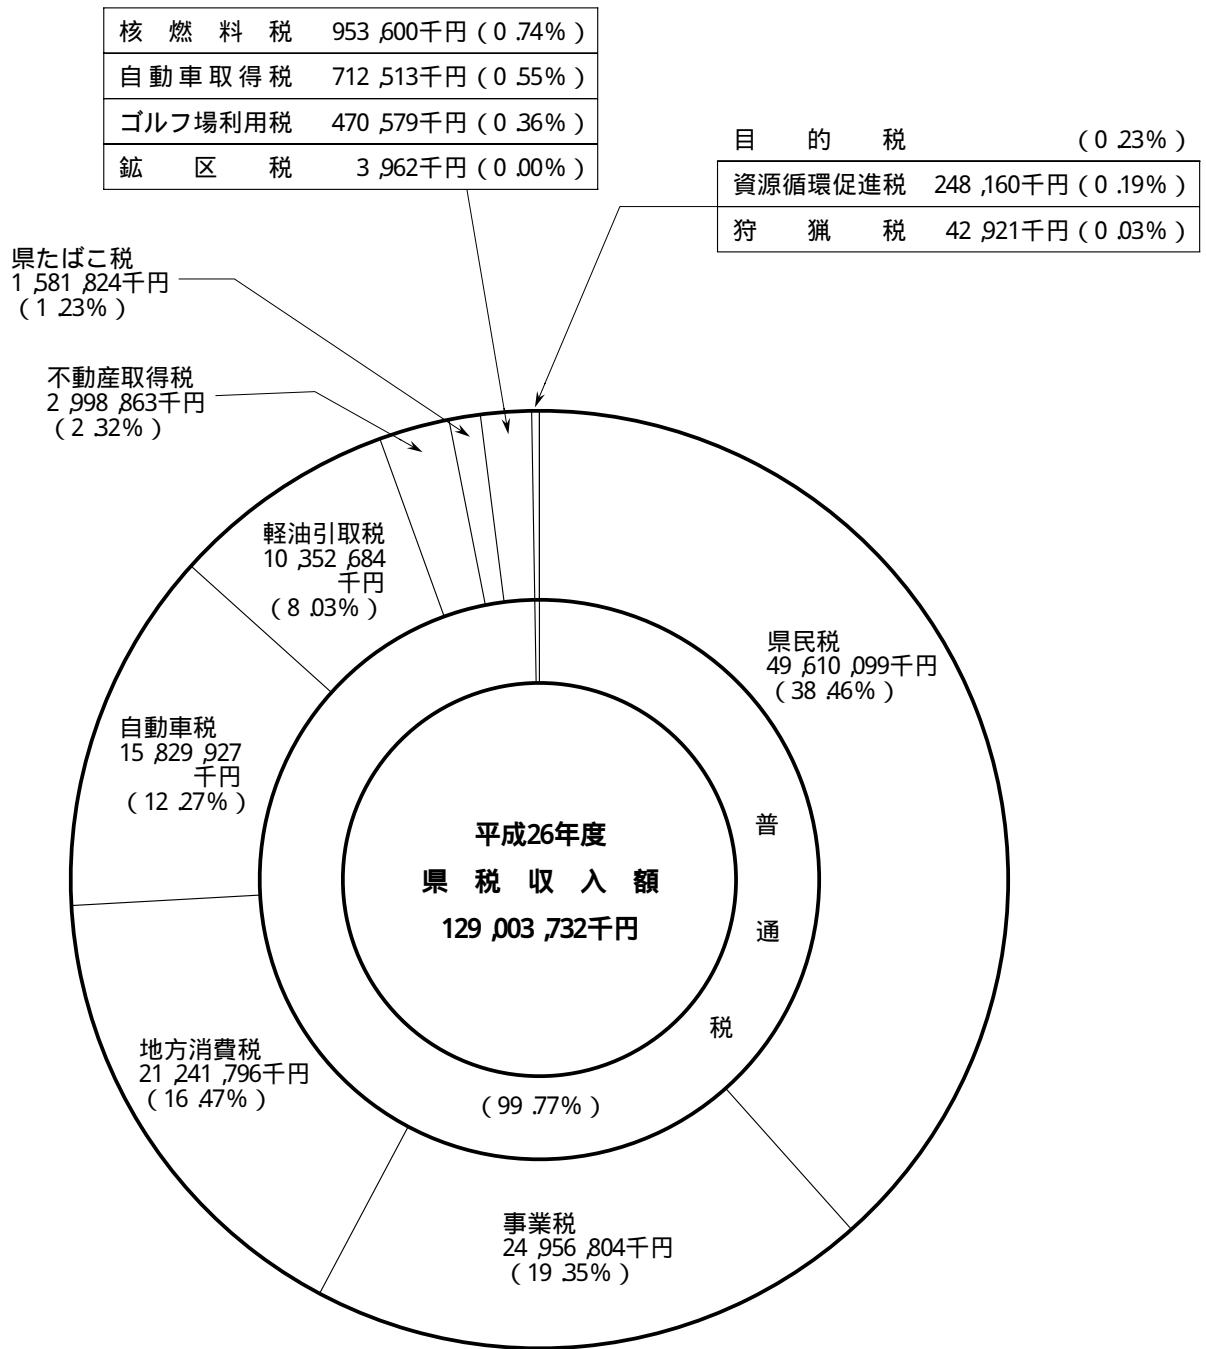 核燃料税 953,600千円(0.74%)
自動車取得税 712,513千円(0.55%)
ゴルフ場利用税 470,579千円(0.36%)
鉱区税 3,962千円(0.00%)
目的税 (0.23%)
資源循環促進税 248,160千円(0.19%)
狩猟税 42,921千円(0.03%)
県たばこ税
1,581,824千円
(1.23%)
不動産取得税
2,998,863千円
(2.32%)
軽油引取税
10,352,684
千円
(8.03%)
県民税
49,610,099千円
(38.46%)
自動車税
15,829,927
千円
(12.27%)
平成26年度
県税収入額
129,003,732千円
普
通
税
(99.77%)
地方消費税
21,241,796千円
(16.47%)
事業税
24,956,804千円
(19.35%)